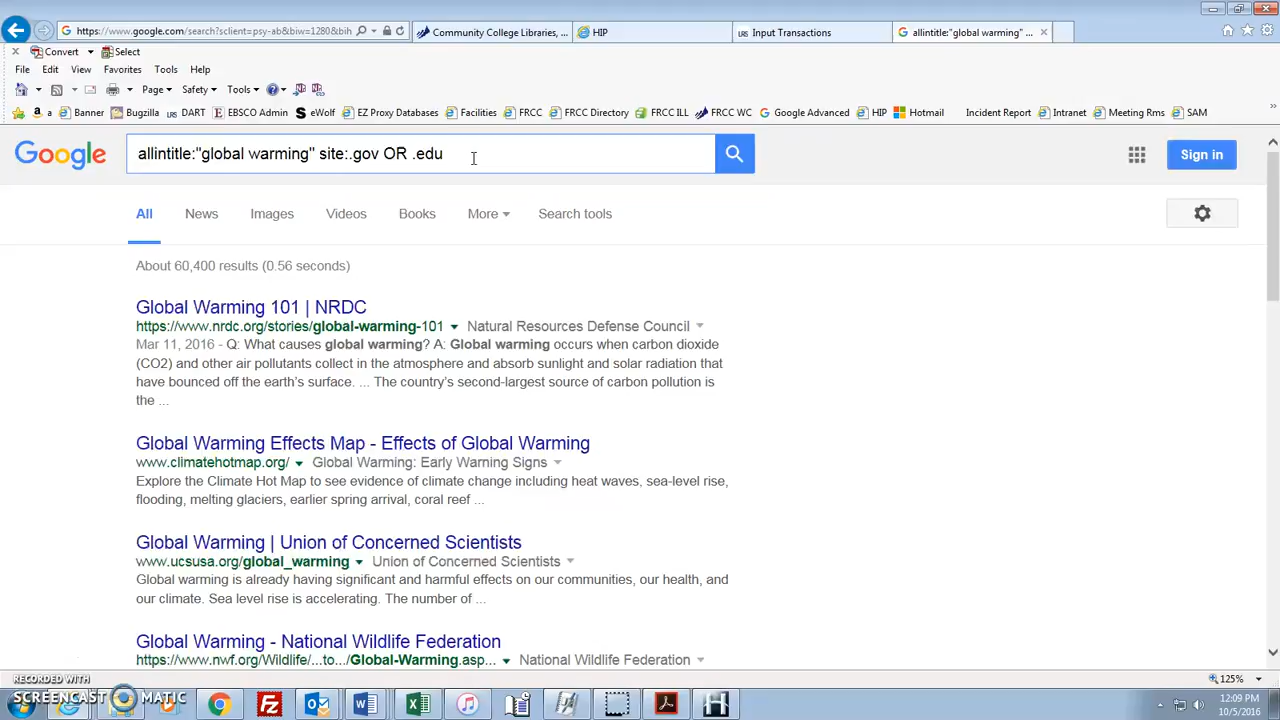 https://www.google.com/search?sclient=psy-ab&biw=1280&bih
Community College Libraries, ...
HIP
Input Transactions
allintitle:"global warming" ...
Convert
Select
File Edit View Favorites Tools Help
Page Safety Tools
a Banner Bugzilla DART EBSCO Admin eWolf EZ Proxy Databases Facilities FRCC FRCC Directory FRCC ILL FRCC WC Google Advanced HIP Hotmail Incident Report Intranet Meeting Rms SAM
Google
allintitle:"global warming" site:.gov OR .edu
Sign in
All News Images Videos Books More Search tools
About 60,400 results (0.56 seconds)
Global Warming 101 | NRDC
https://www.nrdc.org/stories/global-warming-101 Natural Resources Defense Council
Mar 11, 2016 - Q: What causes global warming? A: Global warming occurs when carbon dioxide
(CO2) and other air pollutants collect in the atmosphere and absorb sunlight and solar radiation that
have bounced off the earth's surface. ... The country's second-largest source of carbon pollution is
the ...
Global Warming Effects Map - Effects of Global Warming
www.climatehotmap.org/ Global Warming: Early Warning Signs
Explore the Climate Hot Map to see evidence of climate change including heat waves, sea-level rise,
flooding, melting glaciers, earlier spring arrival, coral reef ...
Global Warming | Union of Concerned Scientists
www.ucsusa.org/global_warming Union of Concerned Scientists
Global warming is already having significant and harmful effects on our communities, our health, and
our climate. Sea level rise is accelerating. The number of ...
Global Warming - National Wildlife Federation
https://www.nwf.org/Wildlife/...to.../Global-Warming.asp... National Wildlife Federation
125%
RECORDED WITH
SCREENCAST MATIC
12:09 PM
10/5/2016